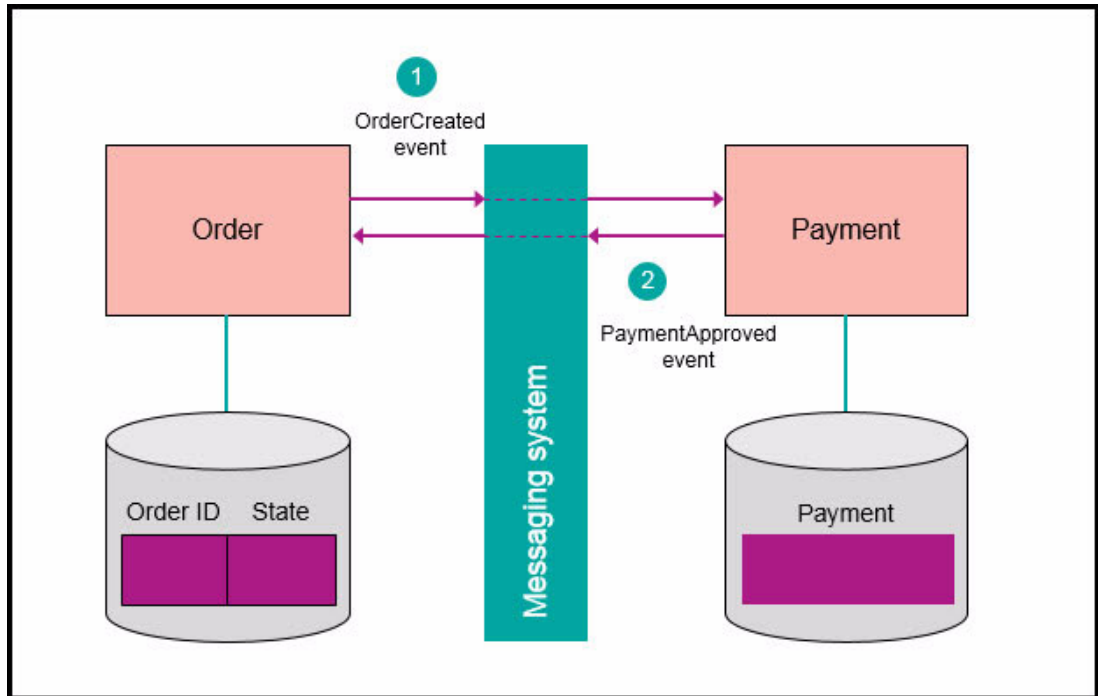 1
OrderCreated
event
Order
Payment
2
PaymentApproved
event
Messaging system
Order ID State
Payment